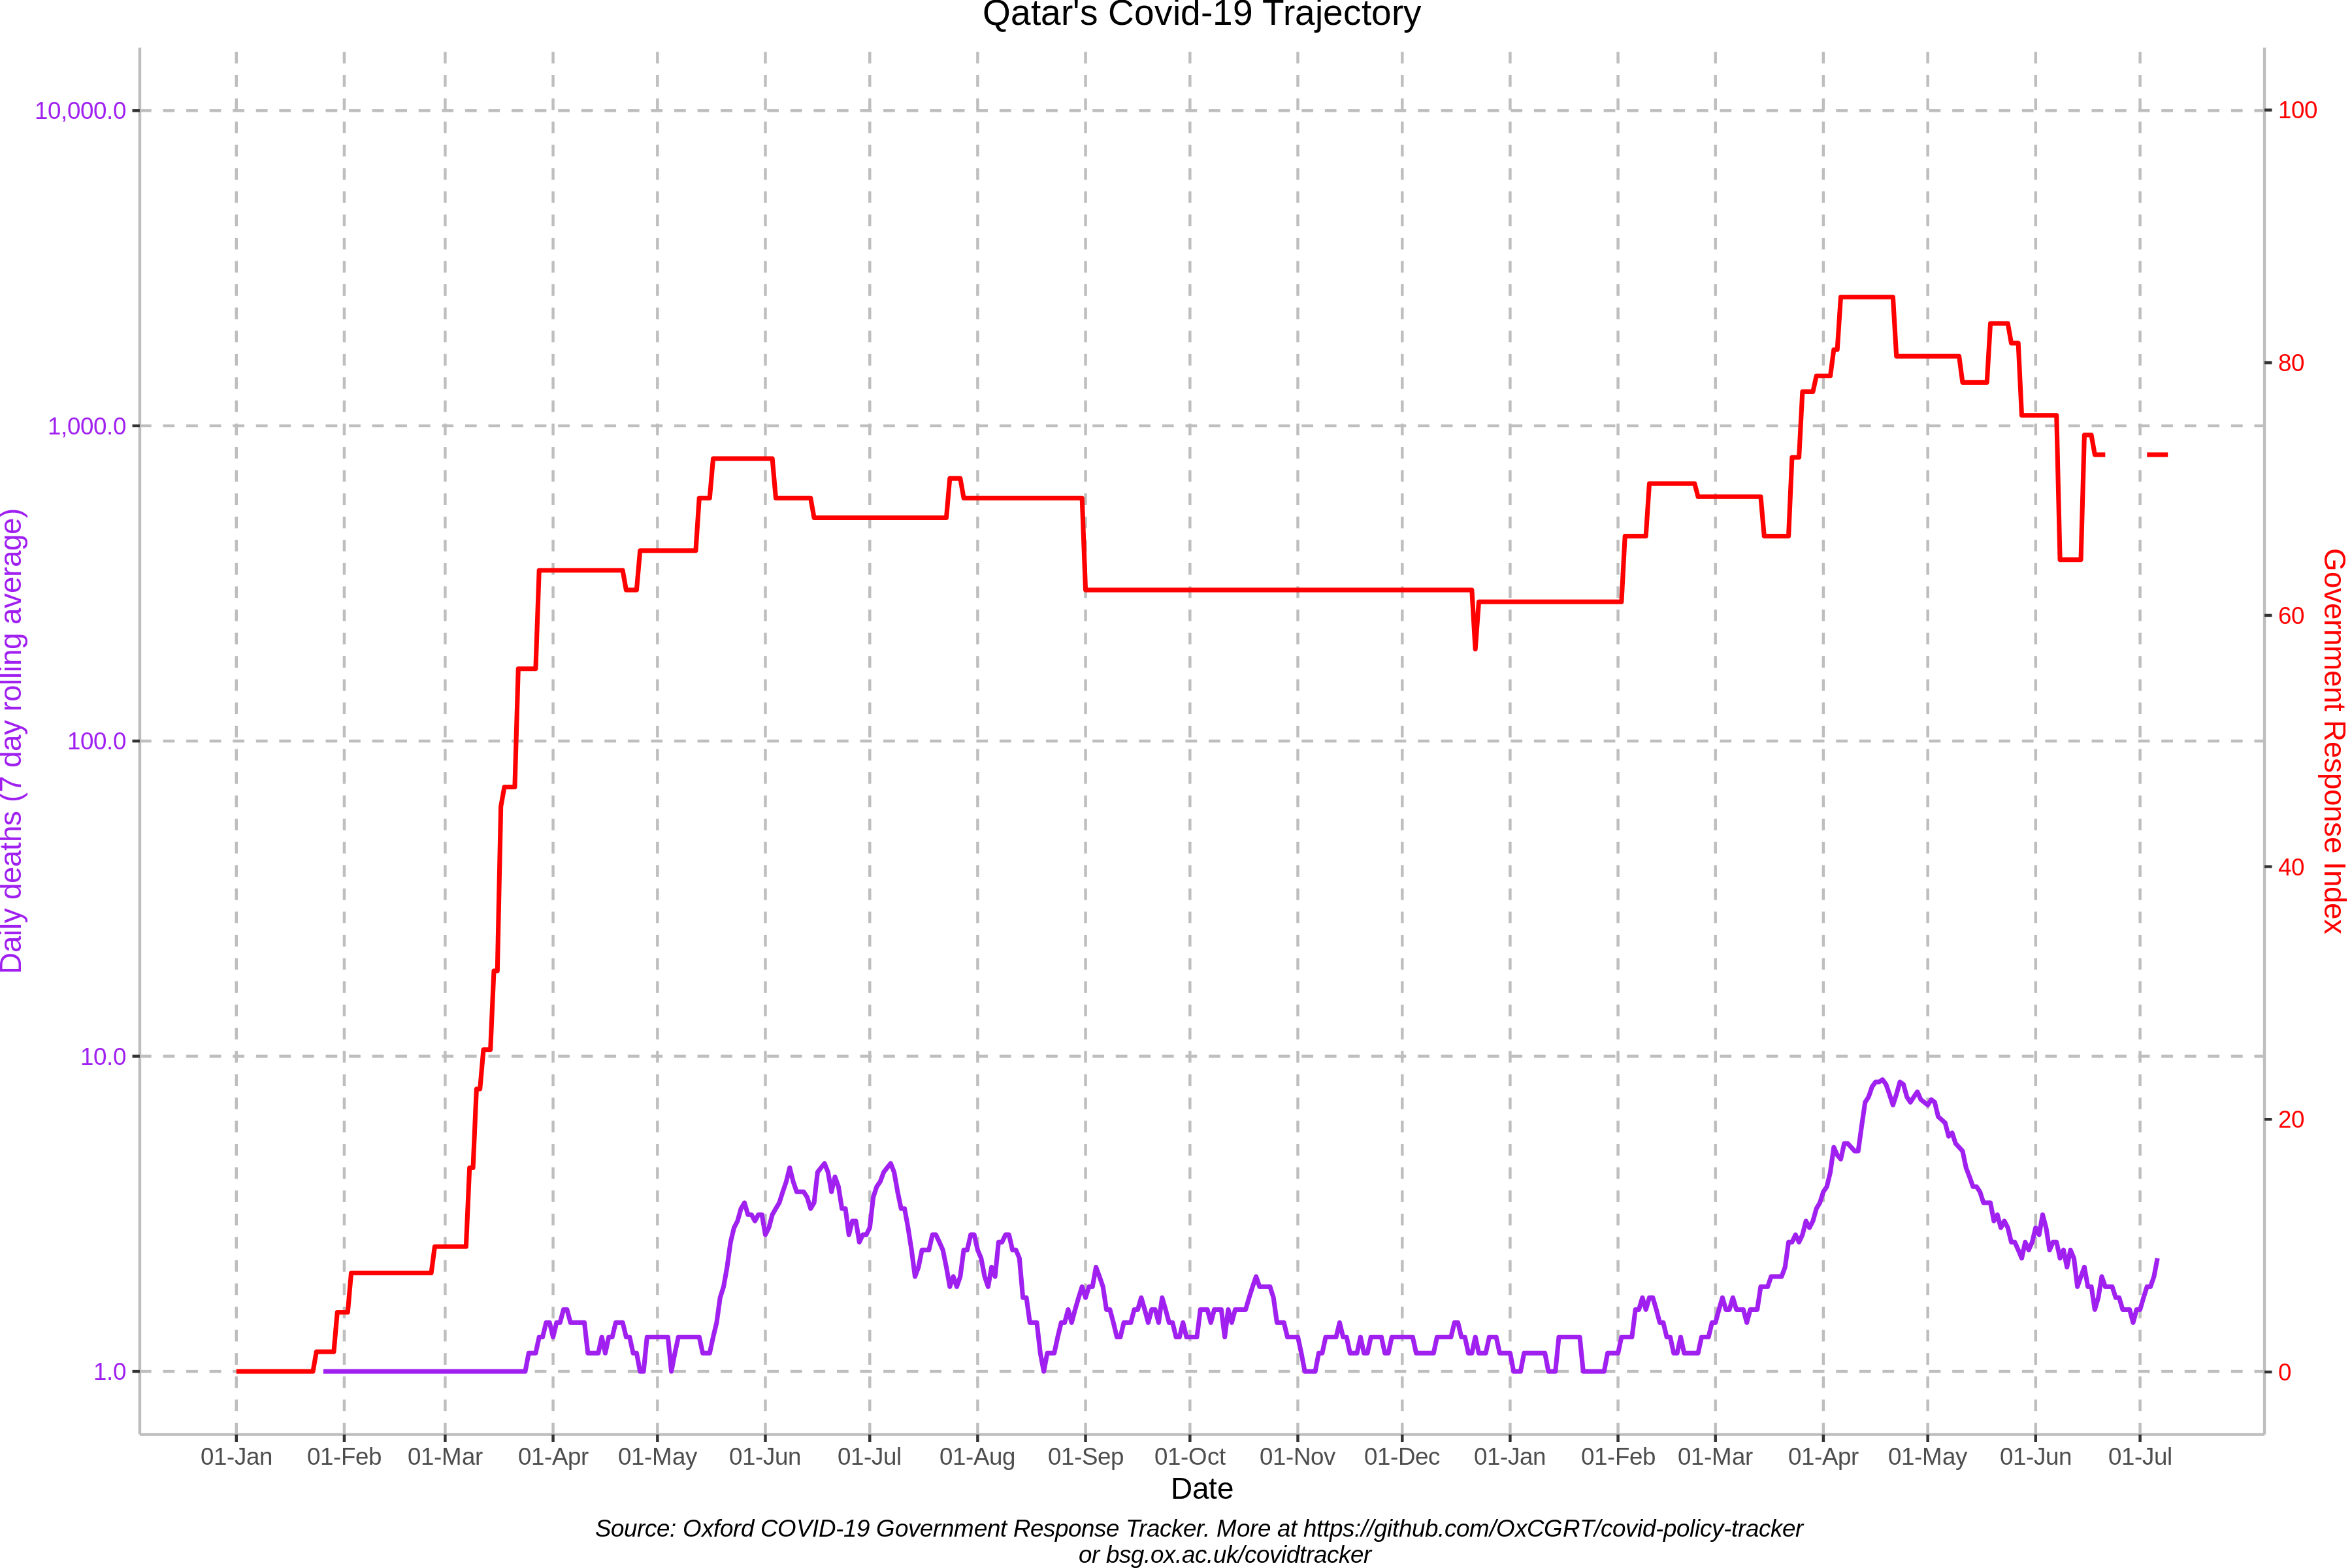 Qatar's Covid-19 Trajectory
10,000.0
1,000.0
100.0
10.0
1.0
Daily deaths (7 day rolling average)
100
80
60
40
20
0
Government Response Index
01-Jan 01-Feb 01-Mar 01-Apr 01-May 01-Jun 01-Jul 01-Aug 01-Sep 01-Oct 01-Nov 01-Dec 01-Jan 01-Feb 01-Mar 01-Apr 01-May 01-Jun 01-Jul
Date
Source: Oxford COVID-19 Government Response Tracker. More at https://github.com/OxCGRT/covid-policy-tracker
or bsg.ox.ac.uk/covidtracker